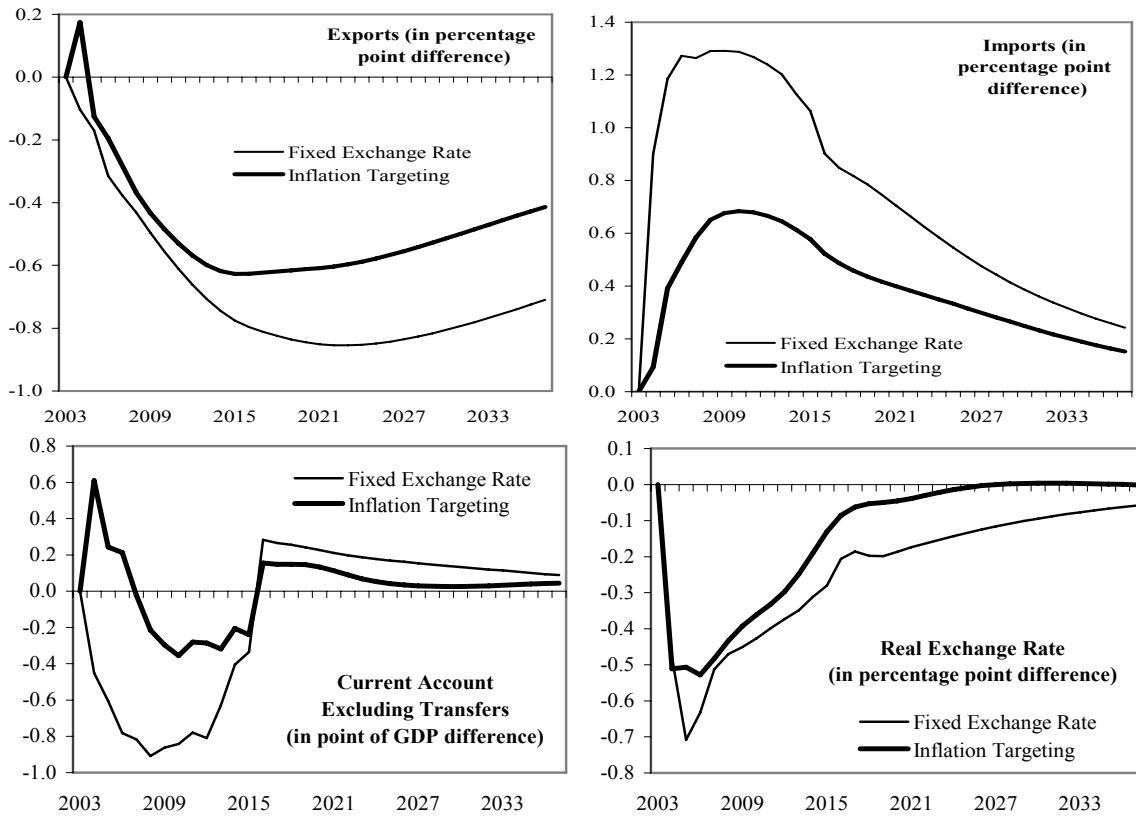 Exports (in percentage
point difference)
0.2
0.0
-0.2
-0.4
-0.6
-0.8
-1.0
Fixed Exchange Rate
Inflation Targeting
2003 2009 2015 2021 2027 2033
Imports (in
percentage point
difference)
1.4
1.2
1.0
0.8
0.6
0.4
0.2
0.0
Fixed Exchange Rate
Inflation Targeting
2003 2009 2015 2021 2027 2033
0.8
0.6
0.4
0.2
0.0
-0.2
-0.4
-0.6
-0.8
-1.0
Fixed Exchange Rate
Inflation Targeting
Current Account
Excluding Transfers
(in point of GDP difference)
2003 2009 2015 2021 2027 2033
0.1
0.0
-0.1
-0.2
-0.3
-0.4
-0.5
-0.6
-0.7
-0.8
Real Exchange Rate
(in percentage point difference)
Fixed Exchange Rate
Inflation Targeting
2003 2009 2015 2021 2027 2033